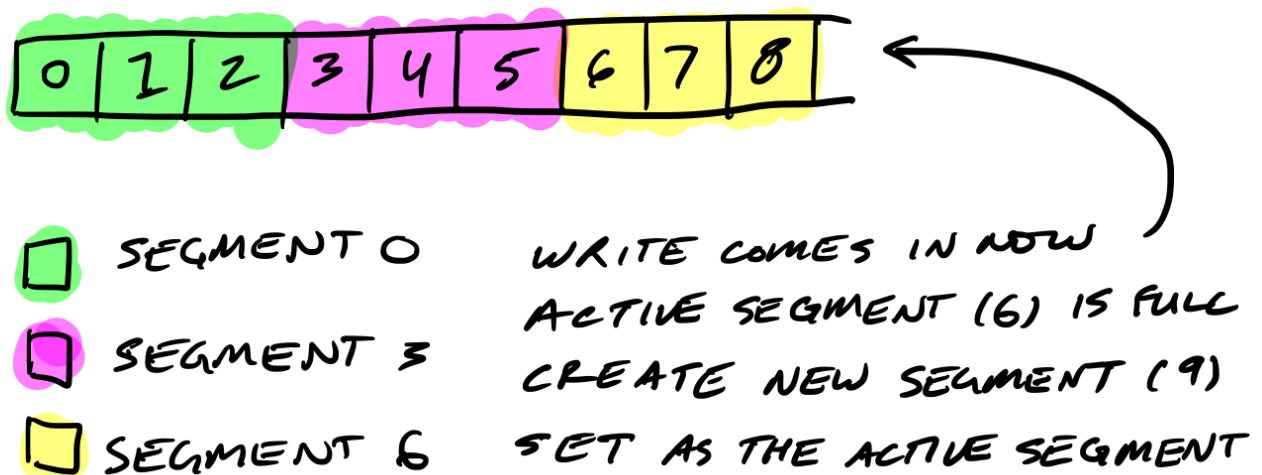 0 1 2 3 4 5 6 7 8
SEGMENT 0
SEGMENT 3
SEGMENT 6
WRITE COMES IN NOW
ACTIVE SEGMENT (6) IS FULL
CREATE NEW SEGMENT (9)
SET AS THE ACTIVE SEGMENT